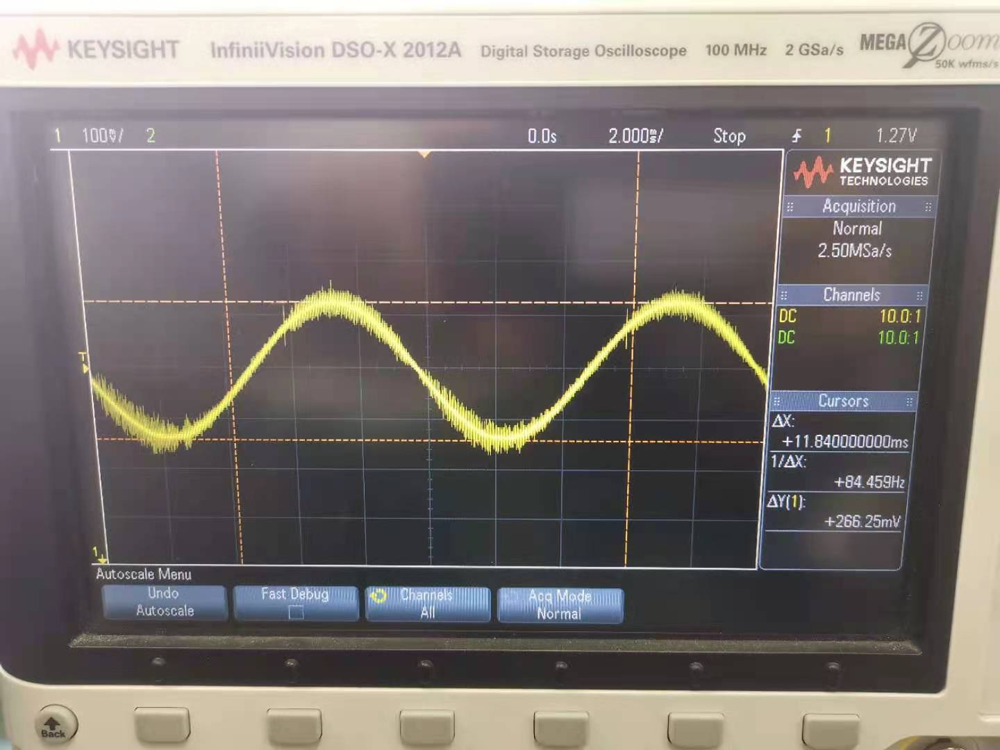 KEYSIGHT InfiniiVision DSO-X 2012A Digital Storage Oscilloscope 100 MHz 2 GSa/s MEGA Zoom
50K wfms/s
1 100mV/ 2 0.0s 2.000ms/ Stop 1 1.27V
KEYSIGHT
TECHNOLOGIES
Acquisition
Normal
2.50MSa/s
Channels
DC 10.0:1
DC 10.0:1
T
Cursors
ΔX:
+11.840000000ms
1/ΔX:
+84.459Hz
ΔY(1):
+266.25mV
1
Autoscale Menu
Undo
Autoscale
Fast Debug
Channels
All
Acq Mode
Normal
Back